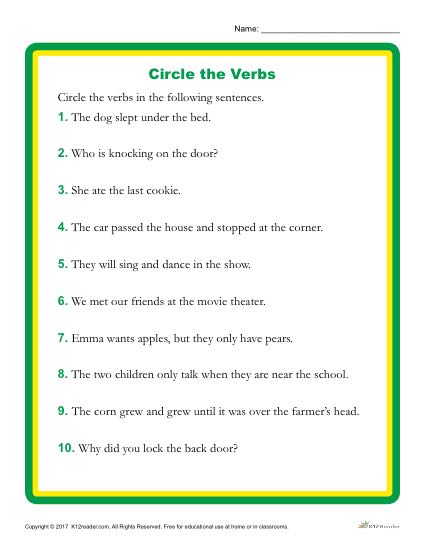 Name: ______________________
Circle the Verbs
Circle the verbs in the following sentences.
1. The dog slept under the bed.
2. Who is knocking on the door?
3. She ate the last cookie.
4. The car passed the house and stopped at the corner.
5. They will sing and dance in the show.
6. We met our friends at the movie theater.
7. Emma wants apples, but they only have pears.
8. The two children only talk when they are near the school.
9. The corn grew and grew until it was over the farmer's head.
10. Why did you lock the back door?
Copyright © 2017 K12reader.com. All Rights Reserved. Free for educational use at home or in classrooms.
K12READER